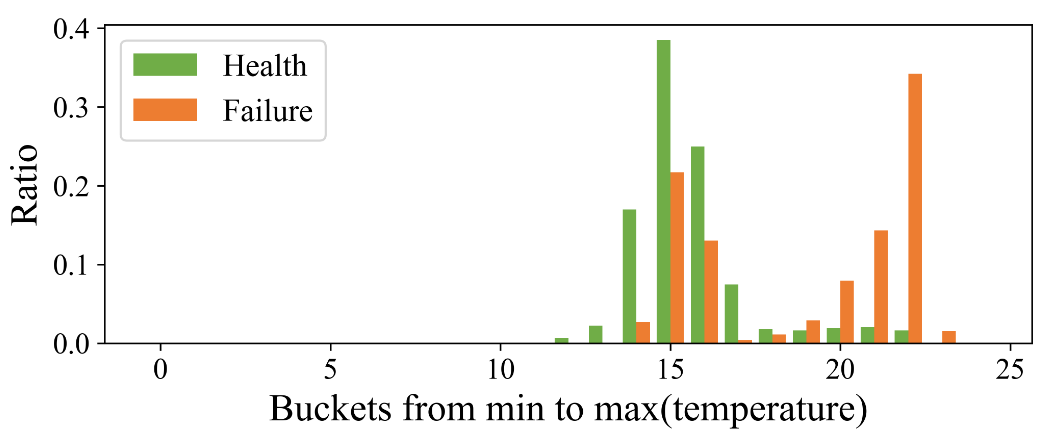 0.4
0.3
0.2
0.1
0.0
Ratio
Health
Failure
0 5 10 15 20 25
Buckets from min to max(temperature)